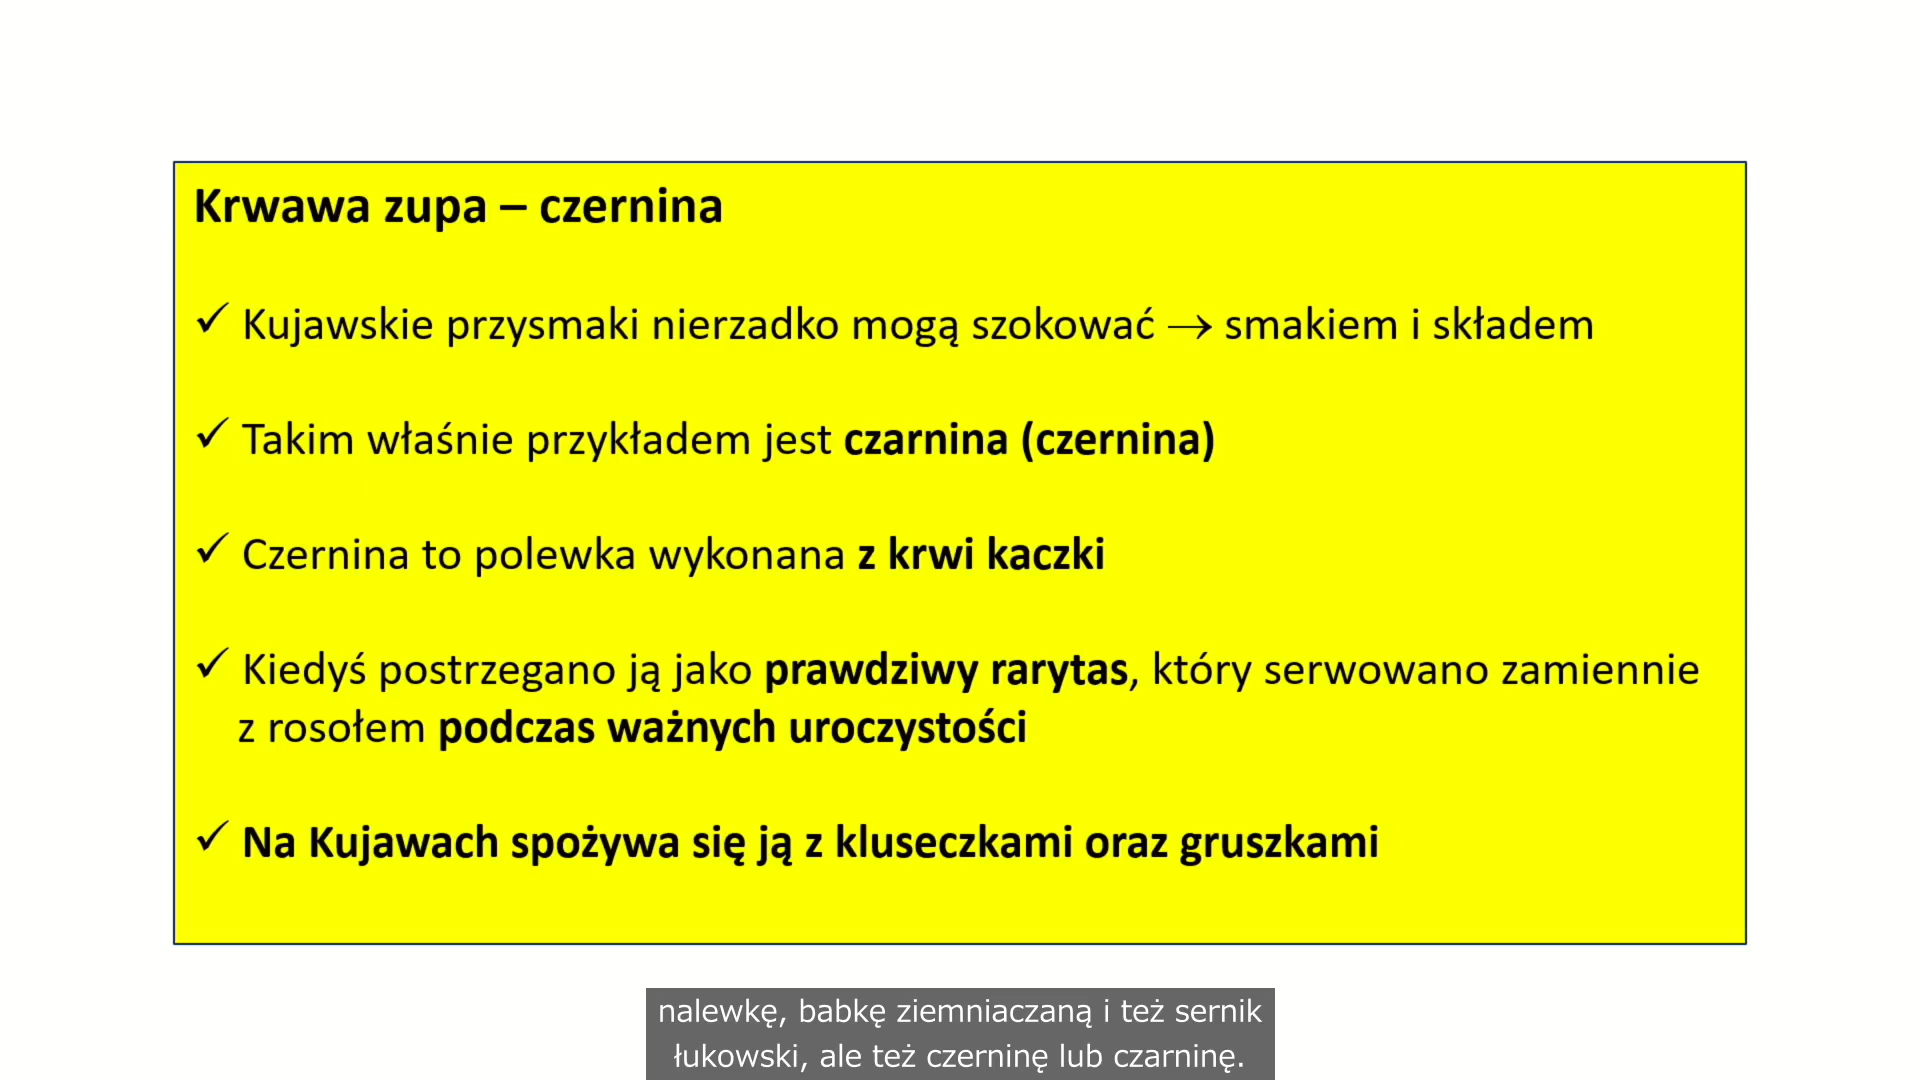 Krwawa zupa – czernina
✓ Kujawskie przysmaki nierzadko mogą szokować → smakiem i składem
✓ Takim właśnie przykładem jest czarnina (czernina)
✓ Czernina to polewka wykonana z krwi kaczki
✓ Kiedyś postrzegano ją jako prawdziwy rarytas, który serwowano zamiennie
z rosołem podczas ważnych uroczystości
✓ Na Kujawach spożywa się ją z kluseczkami oraz gruszkami
nalewkę, babkę ziemniaczaną i też sernik
łukowski, ale też czerninę lub czarninę.